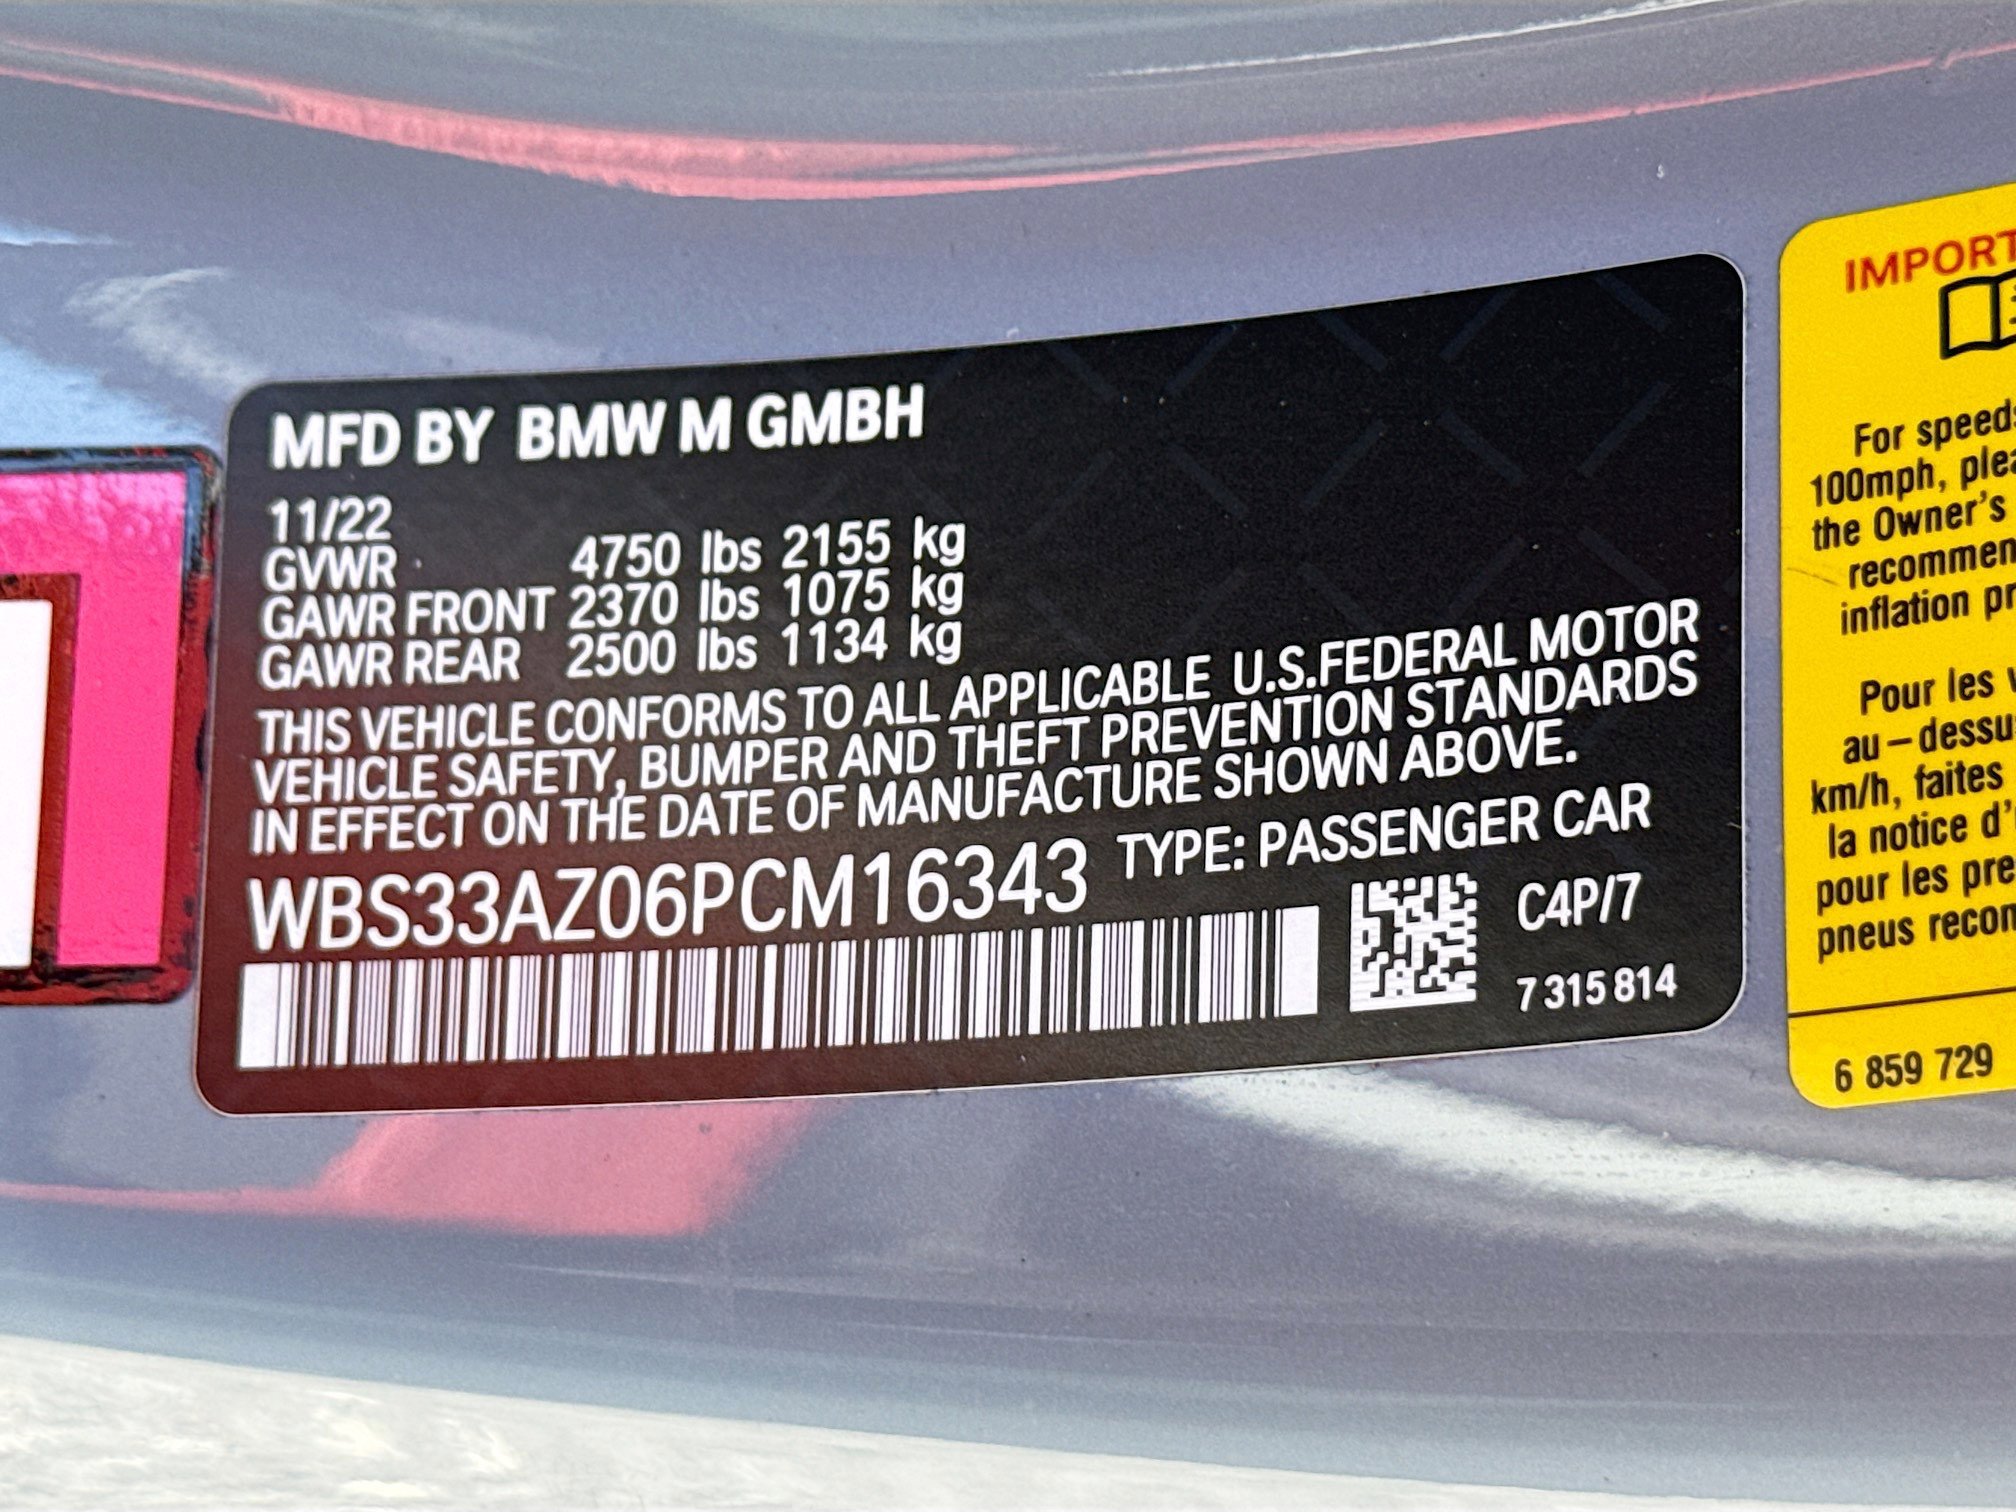 MFD BY BMW M GMBH
11/22
GVWR 4750 lbs 2155 kg
GAWR FRONT 2370 lbs 1075 kg
GAWR REAR 2500 lbs 1134 kg
THIS VEHICLE CONFORMS TO ALL APPLICABLE U.S.FEDERAL MOTOR
VEHICLE SAFETY, BUMPER AND THEFT PREVENTION STANDARDS
IN EFFECT ON THE DATE OF MANUFACTURE SHOWN ABOVE.
WBS33AZ06PCM16343 TYPE: PASSENGER CAR
C4P/7
7 315 814
IMPORT
For speeds
100mph, plea
the Owner's
recommen
inflation pr
Pour les v
au-dessu
km/h, faites
la notice d'
pour les pre
pneus recon
6 859 729